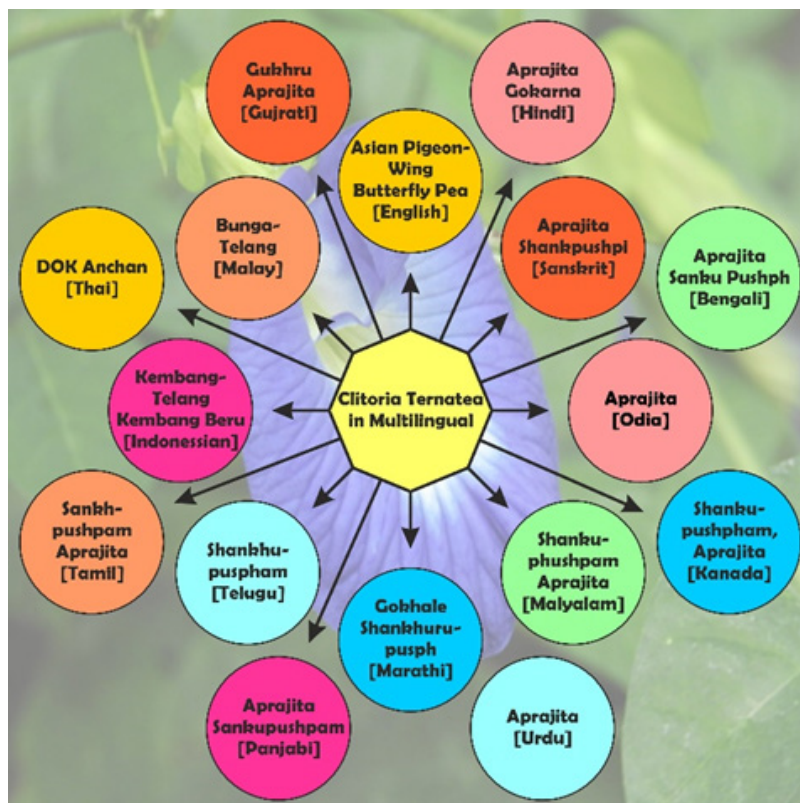 Gukhru
Aprajita
[Gujrati]
Aprajita
Gokarna
[Hindi]
Asian Pigeon-
Wing
Butterfly Pea
[English]
Bunga-
Telang
[Malay]
Aprajita
Shankpushpi
[Sanskrit]
DOK Anchan
[Thai]
Aprajita
Sanku Pushph
[Bengali]
Kembang-
Telang
Kembang Beru
[Indonessian]
Clitoria Ternatea
in Multilingual
Aprajita
[Odia]
Sankh-
pushpam
Aprajita
[Tamil]
Shanku-
pushpham,
Aprajita
[Kanada]
Shankhu-
puspham
[Telugu]
Shanku-
phushpam
Aprajita
[Malyalam]
Gokhale
Shankhuru-
pusph
[Marathi]
Aprajita
Sankupushpam
[Panjabi]
Aprajita
[Urdu]